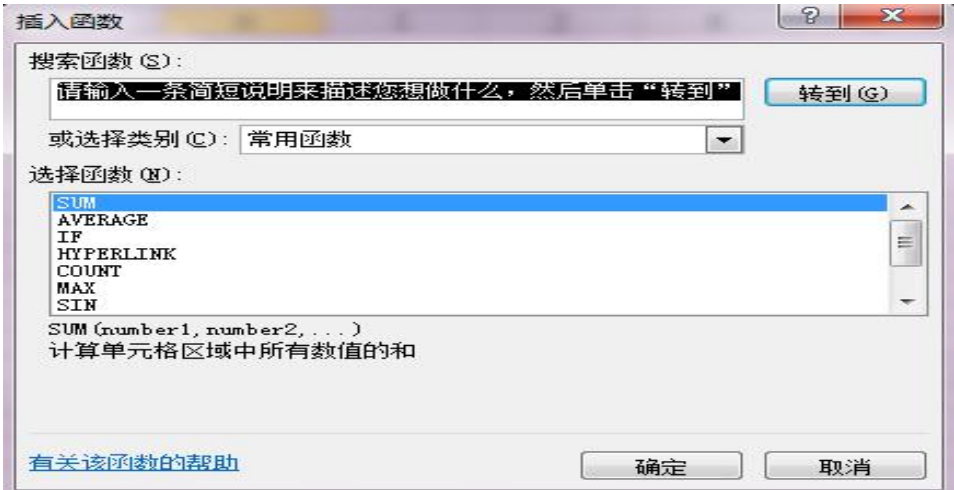 插入函数
搜索函数(S):
请输入一条简短说明来描述您想做什么，然后单击“转到”
转到(G)
或选择类别(C): 常用函数
选择函数(N):
SUM
AVERAGE
IF
HYPERLINK
COUNT
MAX
SIN
SUM(number1,number2,...)
计算单元格区域中所有数值的和
有关该函数的帮助
确定
取消